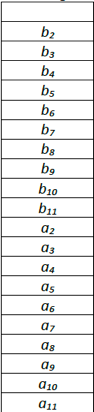 b₂
b₃
b₄
b₅
b₆
b₇
b₈
b₉
b₁₀
b₁₁
a₂
a₃
a₄
a₅
a₆
a₇
a₈
a₉
a₁₀
a₁₁